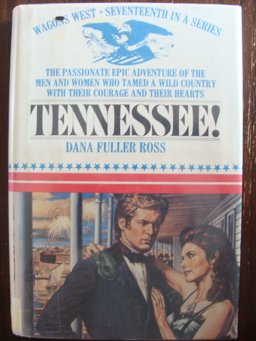 WAGONS WEST • SEVENTEENTH IN A SERIES
THE PASSIONATE EPIC ADVENTURE OF THE
MEN AND WOMEN WHO TAMED A WILD COUNTRY
WITH THEIR COURAGE AND THEIR HEARTS
TENNESSEE!
DANA FULLER ROSS